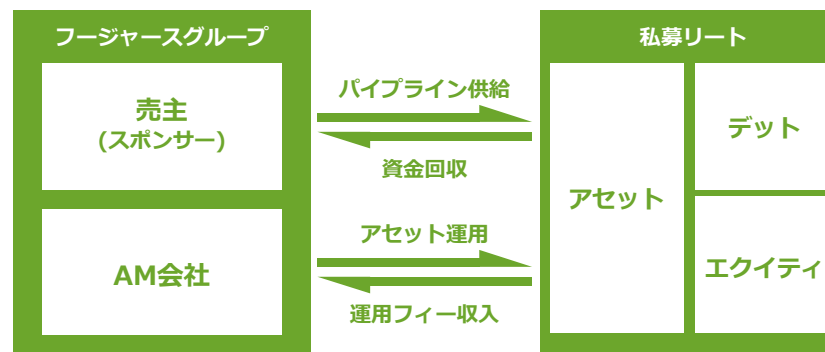 フージャースグループ
売主
(スポンサー)
AM会社
パイプライン供給
資金回収
アセット運用
運用フィー収入
私募リート
アセット
デット
エクイティ